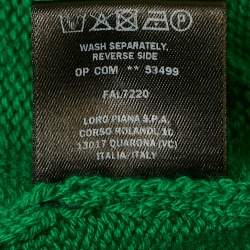 WASH SEPARATELY,
REVERSE SIDE
OP COM ** 53499
FAL7220
LORO PIANA S.P.A.
CORSO ROLANDI, 10
13017 QUARONA (VC)
ITALIA/ITALY